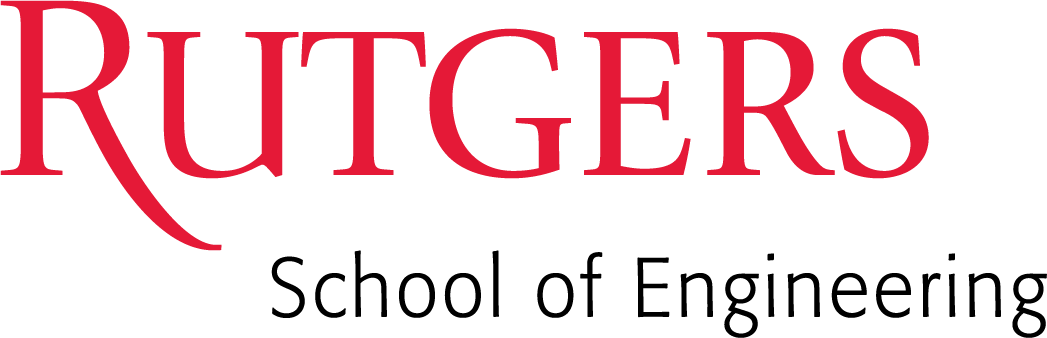 RUTGERS
School of Engineering